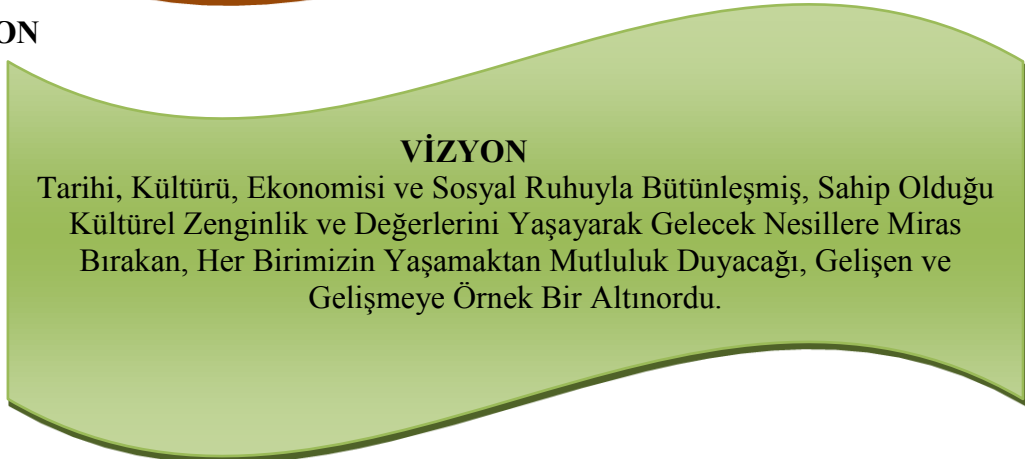 ON
VİZYON
Tarihi, Kültürü, Ekonomisi ve Sosyal Ruhuyla Bütünleşmiş, Sahip Olduğu
Kültürel Zenginlik ve Değerlerini Yaşayarak Gelecek Nesillere Miras
Bırakan, Her Birimizin Yaşamaktan Mutluluk Duyacağı, Gelişen ve
Gelişmeye Örnek Bir Altınordu.